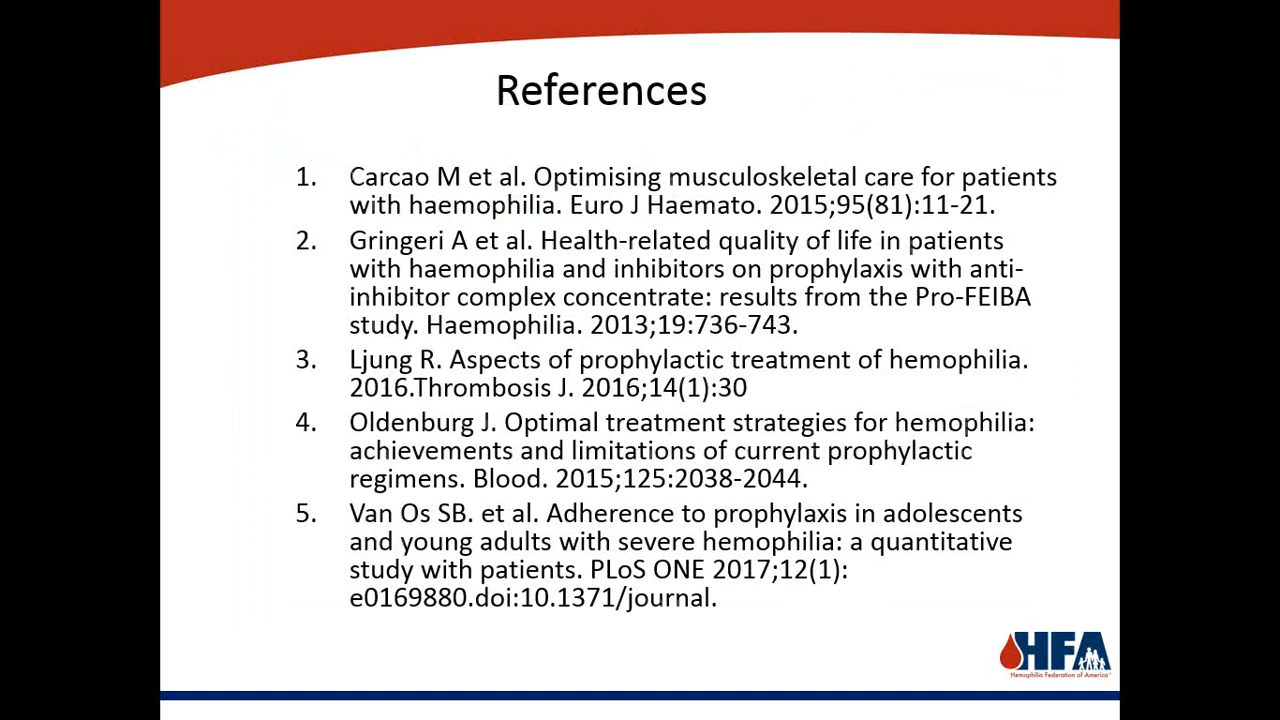 References
1. Carcao M et al. Optimising musculoskeletal care for patients
with haemophilia. Euro J Haemato. 2015;95(81):11-21.
2. Gringeri A et al. Health-related quality of life in patients
with haemophilia and inhibitors on prophylaxis with anti-
inhibitor complex concentrate: results from the Pro-FEIBA
study. Haemophilia. 2013;19:736-743.
3. Ljung R. Aspects of prophylactic treatment of hemophilia.
2016.Thrombosis J. 2016;14(1):30
4. Oldenburg J. Optimal treatment strategies for hemophilia:
achievements and limitations of current prophylactic
regimens. Blood. 2015;125:2038-2044.
5. Van Os SB. et al. Adherence to prophylaxis in adolescents
and young adults with severe hemophilia: a quantitative
study with patients. PLoS ONE 2017;12(1):
e0169880.doi:10.1371/journal.
HFA
Hemophilia Federation of America